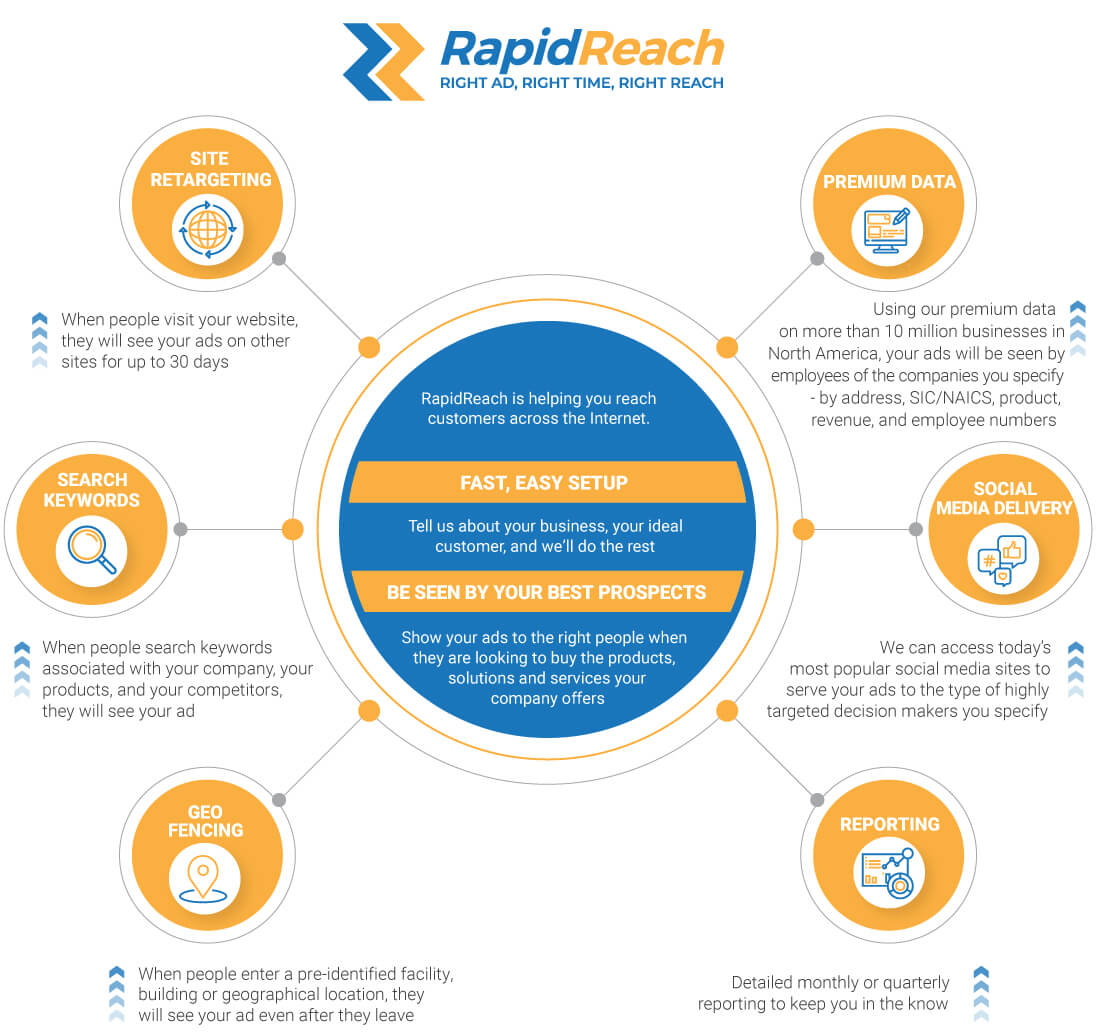 RapidReach
RIGHT AD, RIGHT TIME, RIGHT REACH
SITE
RETARGETING
When people visit your website,
they will see your ads on other
sites for up to 30 days
PREMIUM DATA
Using our premium data
on more than 10 million businesses in
North America, your ads will be seen by
employees of the companies you specify
- by address, SIC/NAICS, product,
revenue, and employee numbers
RapidReach is helping you reach
customers across the Internet.
FAST, EASY SETUP
Tell us about your business, your ideal
customer, and we'll do the rest
BE SEEN BY YOUR BEST PROSPECTS
Show your ads to the right people when
they are looking to buy the products,
solutions and services your
company offers
SEARCH
KEYWORDS
When people search keywords
associated with your company, your
products, and your competitors,
they will see your ad
SOCIAL
MEDIA DELIVERY
#
We can access today's
most popular social media sites to
serve your ads to the type of highly
targeted decision makers you specify
GEO
FENCING
When people enter a pre-identified facility,
building or geographical location, they
will see your ad even after they leave
REPORTING
Detailed monthly or quarterly
reporting to keep you in the know